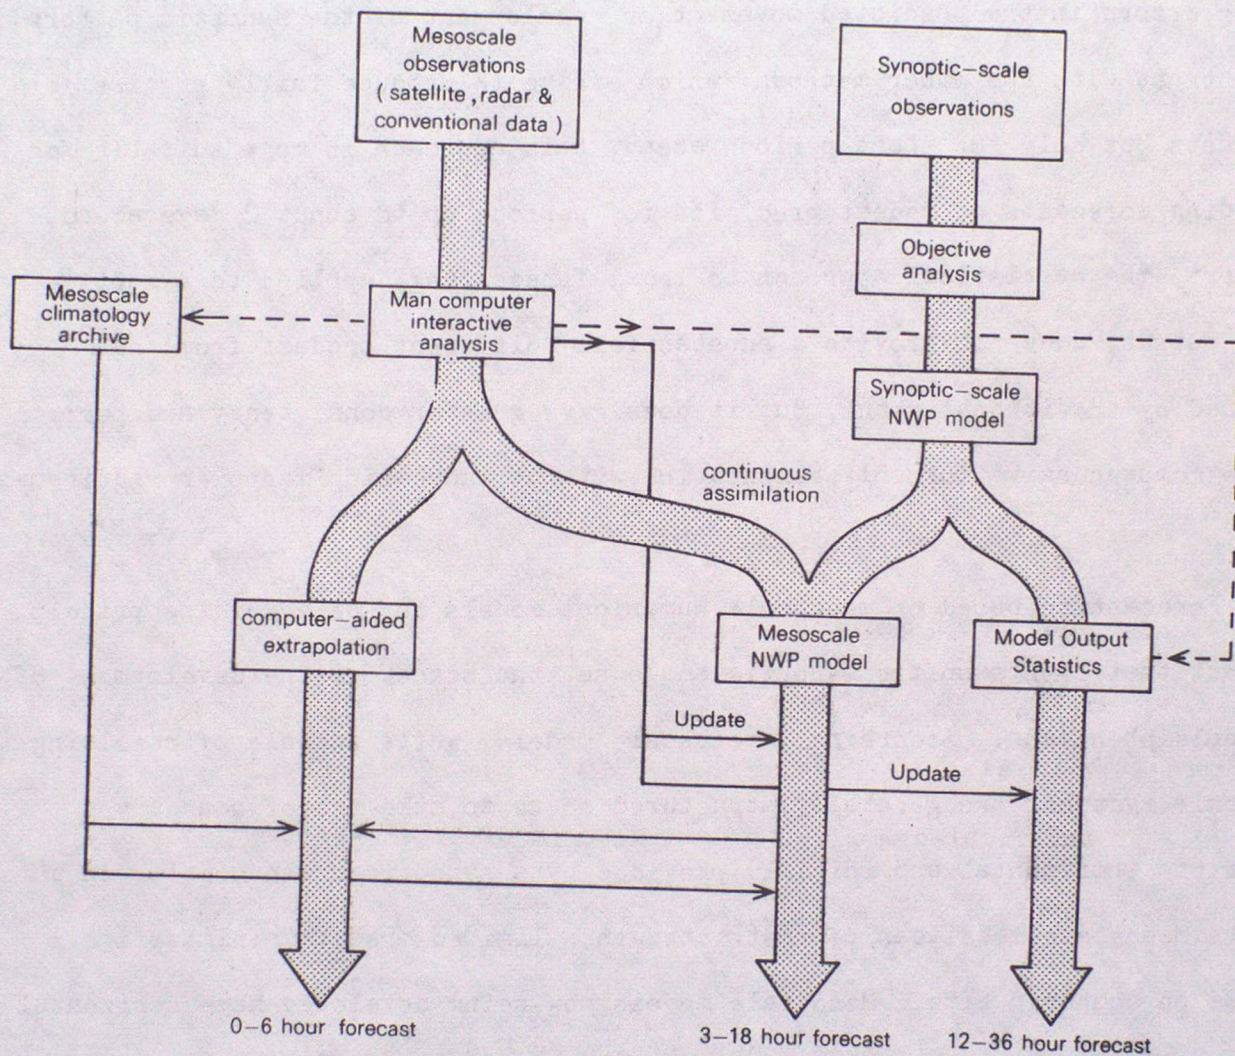 Mesoscale
observations
( satellite, radar &
conventional data )
Synoptic-scale
observations
Objective
analysis
Mesoscale
climatology
archive
Man computer
interactive
analysis
Synoptic-scale
NWP model
continuous
assimilation
computer-aided
extrapolation
Mesoscale
NWP model
Model Output
Statistics
Update
Update
0-6 hour forecast
3-18 hour forecast
12-36 hour forecast